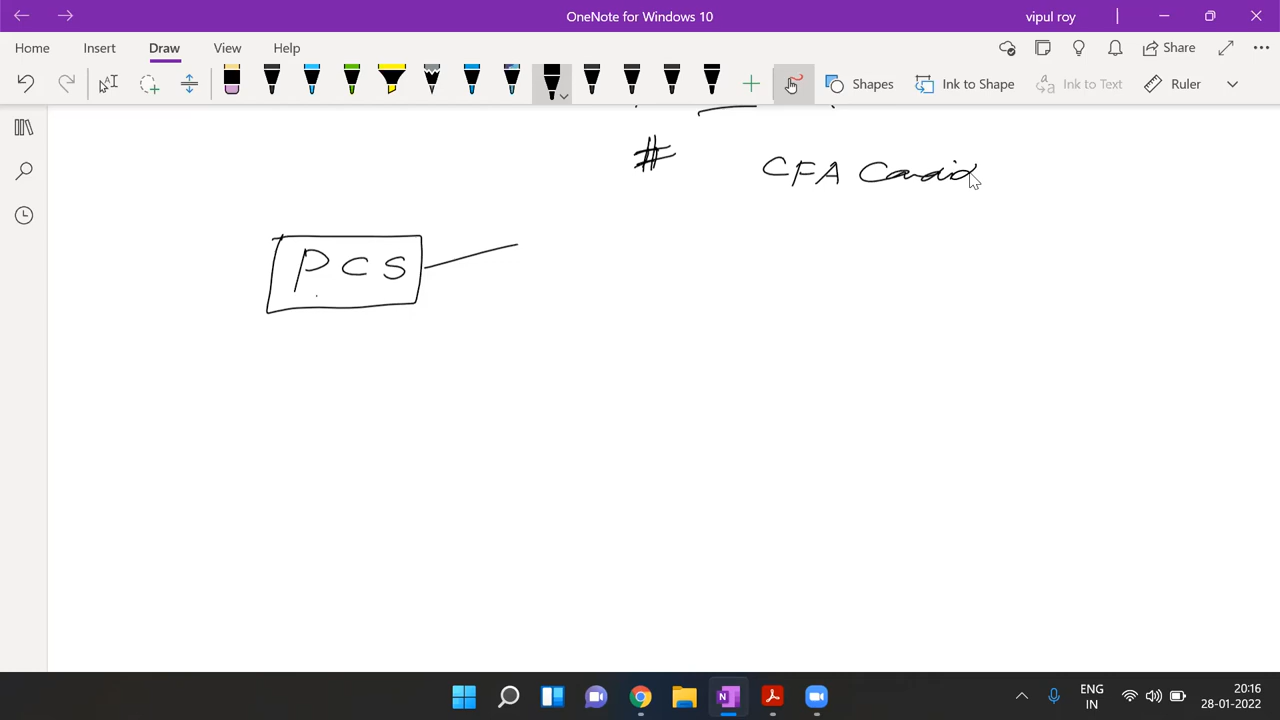 OneNote for Windows 10
vipul roy
Home Insert Draw View Help
Share
Shapes Ink to Shape Ink to Text Ruler
#
CFA Candid
PCS
ENG
IN
20:16
28-01-2022